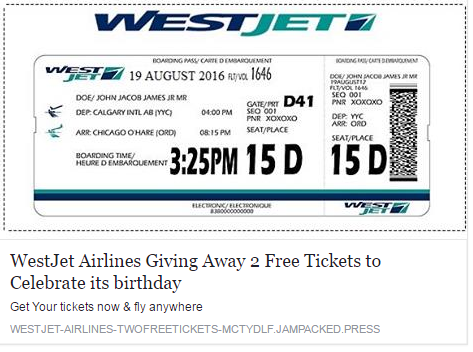 WESTJET
BOARDING PASS/ CARTE D EMBARQUEMENT
BOARDING PASS/ CARTE D EMBARQUEMENT
WEST JET 19 AUGUST 2016 FLT/VOL 1646
DOE/ JOHN JACOB JAMES JR MR
19AUGUST12
FLT/VOL 1646
SEQ 001
PNR XOXOXO
DOE/ JOHN JACOB JAMES JR MR
DEP: CALGARY INTL AB (YYC) 04:00 PM
GATE/PRT D41
SEQ 001
PNR XOXOXO
DEP: YYC
ARR: ORD
ARR: CHICAGO O'HARE (ORD) 08:15 PM
SEAT/PLACE
SEAT/PLACE
BOARDING TIME/
HEURE D EMBARQUEMENT 3:25PM 15 D 15 D
ELECTRONIC/ ELECTRONIQUE
WEST JET
WestJet Airlines Giving Away 2 Free Tickets to
Celebrate its birthday
Get Your tickets now & fly anywhere
WESTJET-AIRLINES-TWOFREETICKETS-MCTYDLF.JAMPACKED.PRESS